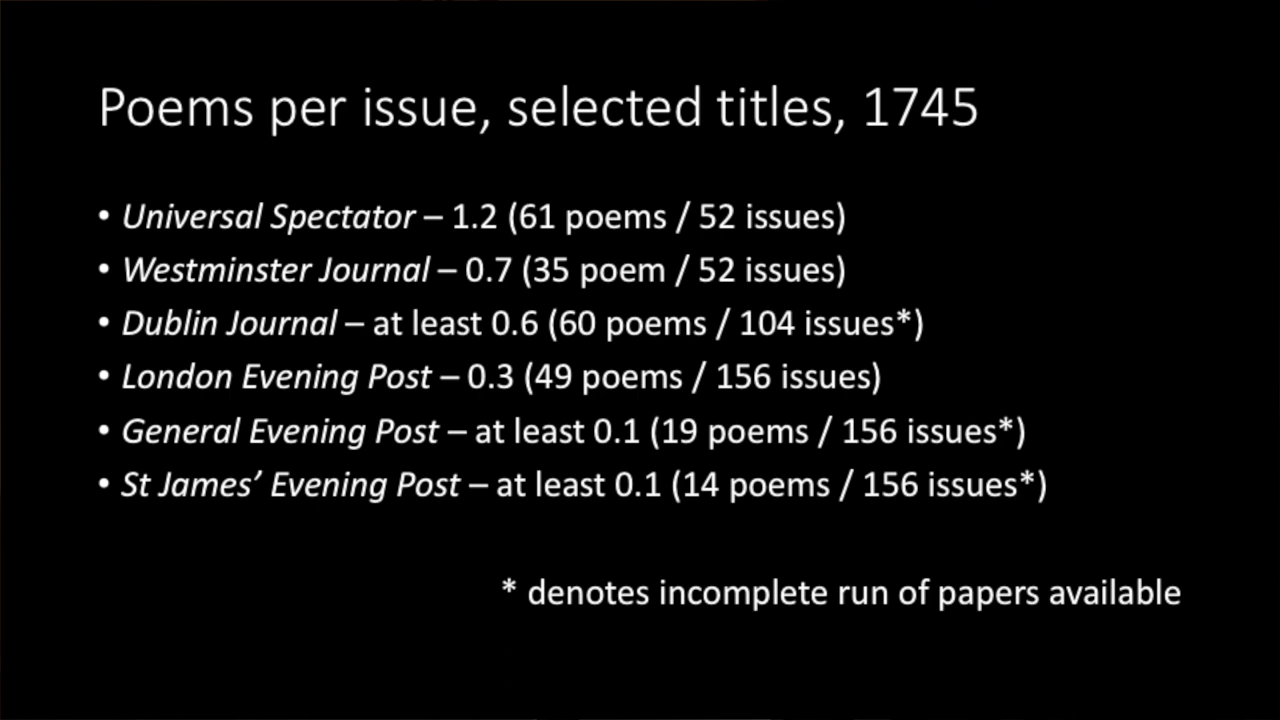 Poems per issue, selected titles, 1745
• Universal Spectator – 1.2 (61 poems / 52 issues)
• Westminster Journal – 0.7 (35 poem / 52 issues)
• Dublin Journal – at least 0.6 (60 poems / 104 issues*)
• London Evening Post – 0.3 (49 poems / 156 issues)
• General Evening Post – at least 0.1 (19 poems / 156 issues*)
• St James’ Evening Post – at least 0.1 (14 poems / 156 issues*)
* denotes incomplete run of papers available